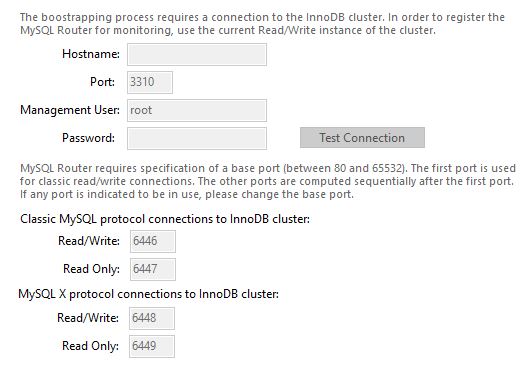 The boostrapping process requires a connection to the InnoDB cluster. In order to register the
MySQL Router for monitoring, use the current Read/Write instance of the cluster.
Hostname:
Port: 3310
Management User: root
Password: Test Connection
MySQL Router requires specification of a base port (between 80 and 65532). The first port is used
for classic read/write connections. The other ports are computed sequentially after the first port.
If any port is indicated to be in use, please change the base port.
Classic MySQL protocol connections to InnoDB cluster:
Read/Write: 6446
Read Only: 6447
MySQL X protocol connections to InnoDB cluster:
Read/Write: 6448
Read Only: 6449